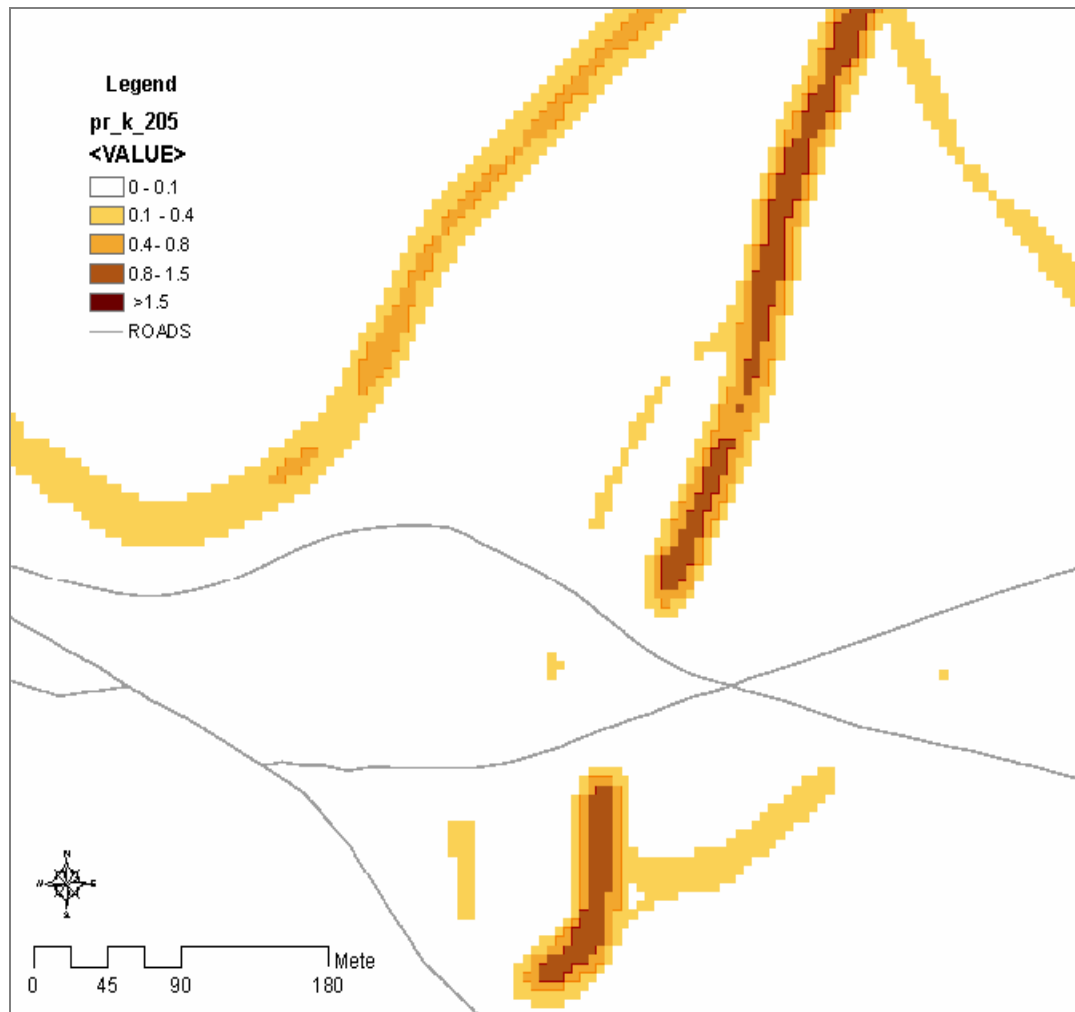 Legend
pr_k_205
<VALUE>
0 - 0.1
0.1 - 0.4
0.4- 0.8
0.8- 1.5
>1.5
ROADS
N
W E
S
Mete
0 45 90 180